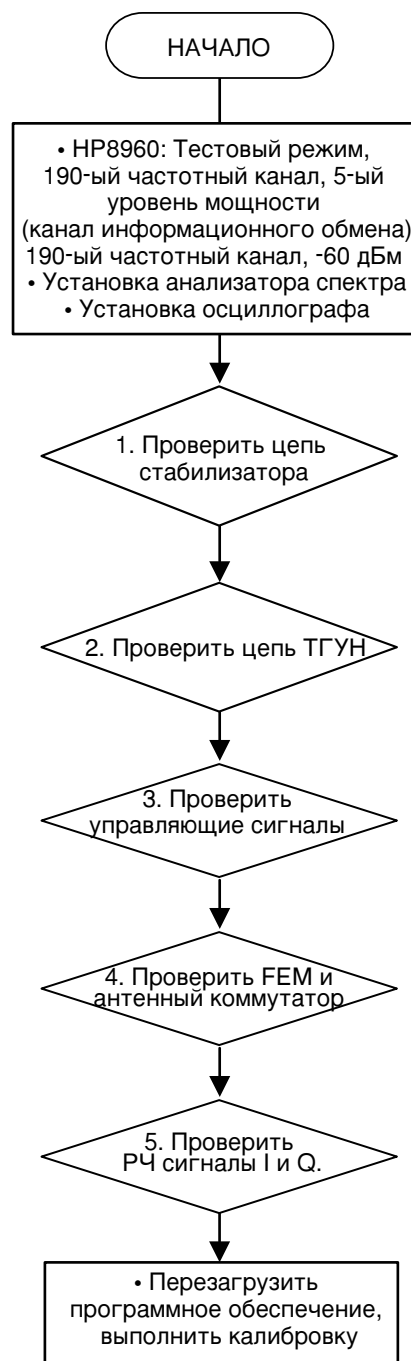 НАЧАЛО
• HP8960: Тестовый режим,
190-ый частотный канал, 5-ый
уровень мощности
(канал информационного обмена)
190-ый частотный канал, -60 дБм
• Установка анализатора спектра
• Установка осциллографа
1. Проверить цепь
стабилизатора
2. Проверить цепь ТГУН
3. Проверить
управляющие сигналы
4. Проверить FEM и
антенный коммутатор
5. Проверить
РЧ сигналы I и Q.
• Перезагрузить
программное обеспечение,
выполнить калибровку